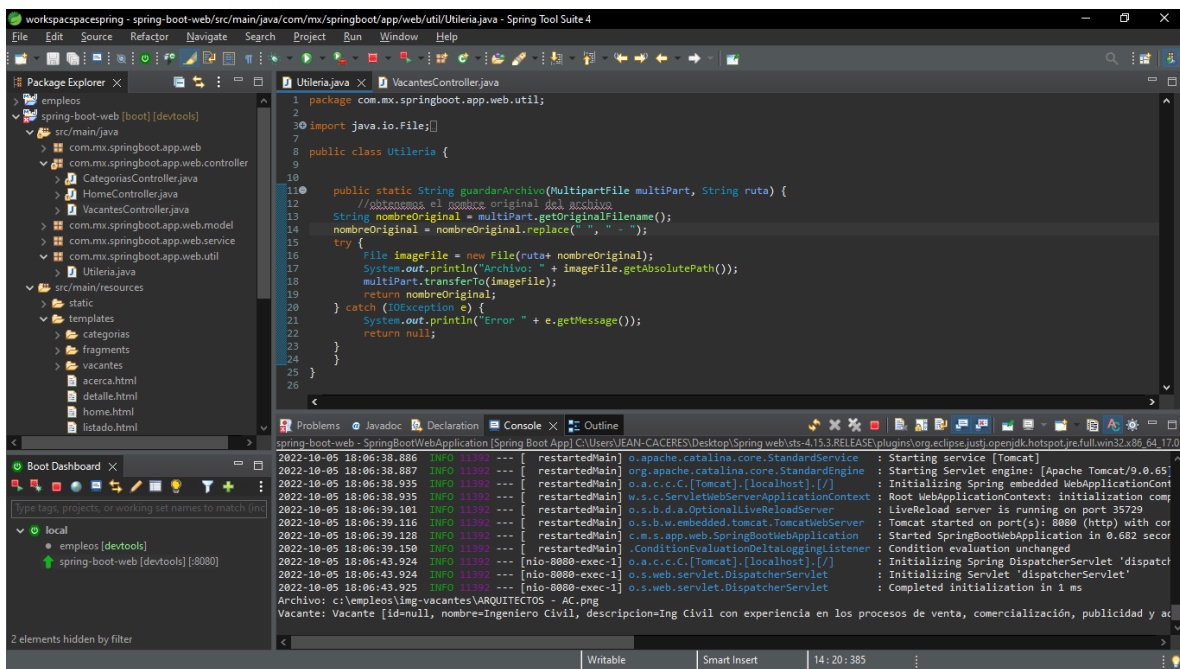 workspacspacespring - spring-boot-web/src/main/java/com/mx/springboot/app/web/util/Utileria.java - Spring Tool Suite 4
File Edit Source Refactor Navigate Search Project Run Window Help
Package Explorer
empleos
spring-boot-web [boot] [devtools]
src/main/java
com.mx.springboot.app.web
com.mx.springboot.app.web.controller
CategoriasController.java
HomeController.java
VacantesController.java
com.mx.springboot.app.web.model
com.mx.springboot.app.web.service
com.mx.springboot.app.web.util
Utileria.java
src/main/resources
static
templates
categorias
fragments
vacantes
acerca.html
detalle.html
home.html
listado.html
Utileria.java VacantesController.java
1 package com.mx.springboot.app.web.util;
2
3 import java.io.File;
7
8 public class Utileria {
9
10
11 public static String guardarArchivo(MultipartFile multiPart, String ruta) {
12 //obtenemos el nombre original del archivo
13 String nombreOriginal = multiPart.getOriginalFilename();
14 nombreOriginal = nombreOriginal.replace(" ", " - ");
15 try {
16 File imageFile = new File(ruta+ nombreOriginal);
17 System.out.println("Archivo: " + imageFile.getAbsolutePath());
18 multiPart.transferTo(imageFile);
19 return nombreOriginal;
20 } catch (IOException e) {
21 System.out.println("Error " + e.getMessage());
22 return null;
23 }
24 }
25 }
26
Problems Javadoc Declaration Console Outline
spring-boot-web - SpringBootWebApplication [Spring Boot App] C:\Users\JEAN-CACERES\Desktop\Spring web\sts-4.15.3.RELEASE\plugins\org.eclipse.justj.openjdk.hotspot.jre.full.win32.x86_64_17.0
2022-10-05 18:06:38.886 INFO 11392 --- [ restartedMain] o.apache.catalina.core.StandardService : Starting service [Tomcat]
2022-10-05 18:06:38.887 INFO 11392 --- [ restartedMain] org.apache.catalina.core.StandardEngine : Starting Servlet engine: [Apache Tomcat/9.0.65]
2022-10-05 18:06:38.935 INFO 11392 --- [ restartedMain] o.a.c.c.C.[Tomcat].[localhost].[/] : Initializing Spring embedded WebApplicationCont
2022-10-05 18:06:38.935 INFO 11392 --- [ restartedMain] w.s.c.ServletWebServerApplicationContext : Root WebApplicationContext: initialization comp
2022-10-05 18:06:39.101 INFO 11392 --- [ restartedMain] o.s.b.d.a.OptionalLiveReloadServer : LiveReload server is running on port 35729
2022-10-05 18:06:39.116 INFO 11392 --- [ restartedMain] o.s.b.w.embedded.tomcat.TomcatWebServer : Tomcat started on port(s): 8080 (http) with con
2022-10-05 18:06:39.128 INFO 11392 --- [ restartedMain] c.m.s.app.web.SpringBootWebApplication : Started SpringBootWebApplication in 0.682 secon
2022-10-05 18:06:39.150 INFO 11392 --- [ restartedMain] .ConditionEvaluationDeltaLoggingListener : Condition evaluation unchanged
2022-10-05 18:06:43.924 INFO 11392 --- [nio-8080-exec-1] o.a.c.c.C.[Tomcat].[localhost].[/] : Initializing Spring DispatcherServlet 'dispatch
2022-10-05 18:06:43.924 INFO 11392 --- [nio-8080-exec-1] o.s.web.servlet.DispatcherServlet : Initializing Servlet 'dispatcherServlet'
2022-10-05 18:06:43.925 INFO 11392 --- [nio-8080-exec-1] o.s.web.servlet.DispatcherServlet : Completed initialization in 1 ms
Archivo: c:\empleos\img-vacantes\ARQUITECTOS - AC.png
Vacante: Vacante [id=null, nombre=Ingeniero Civil, descripcion=Ing Civil con experiencia en los procesos de venta, comercialización, publicidad y ad
Boot Dashboard
Type tags, projects, or working set names to match (inc
local
empleos [devtools]
spring-boot-web [devtools] [:8080]
2 elements hidden by filter
Writable Smart Insert 14 : 20 : 385